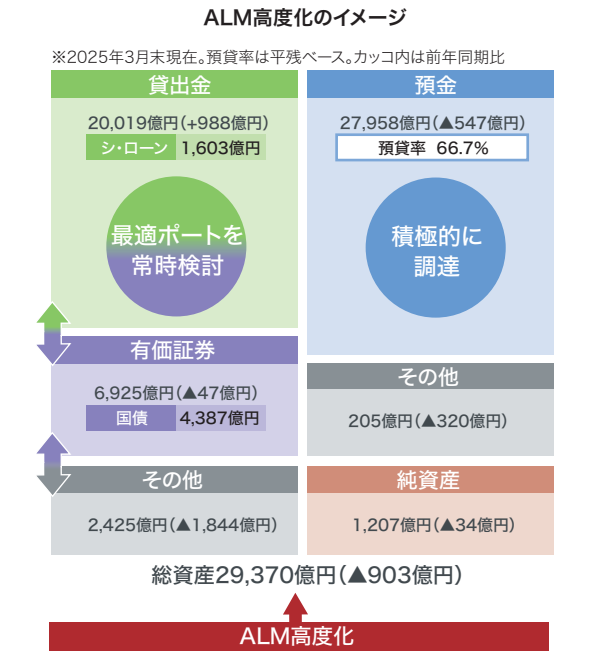 ALM高度化のイメージ
※2025年3月末現在。預貸率は平残ベース。カッコ内は前年同期比
貸出金
20,019億円(+988億円)
シ・ローン 1,603億円
最適ポートを
常時検討
預金
27,958億円(▲547億円)
預貸率 66.7%
積極的に
調達
有価証券
6,925億円(▲47億円)
国債 4,387億円
その他
205億円(▲320億円)
その他
2,425億円(▲1,844億円)
純資産
1,207億円(▲34億円)
総資産29,370億円(▲903億円)
ALM高度化